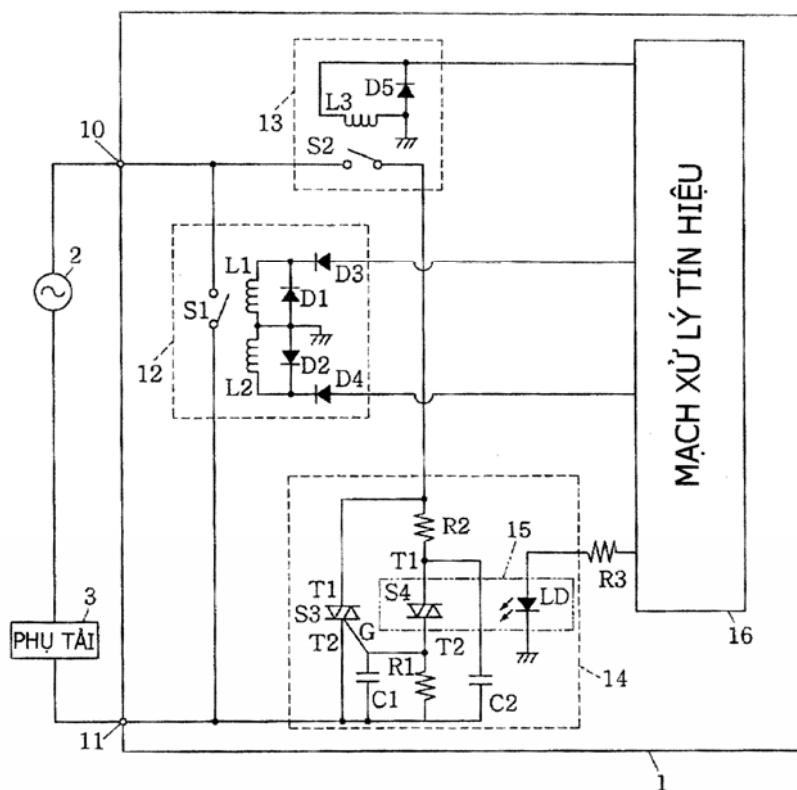 D5
L3
13
10
S2
MẠCH XỬ LÝ TÍN HIỆU
2
L1
D3
S1
D1
12
D2
L2
D4
R2
15
T1
R3
3
T1
S4
LD
S3
16
PHỤ TẢI
T2
G
T2
R1
14
C1
C2
11
1